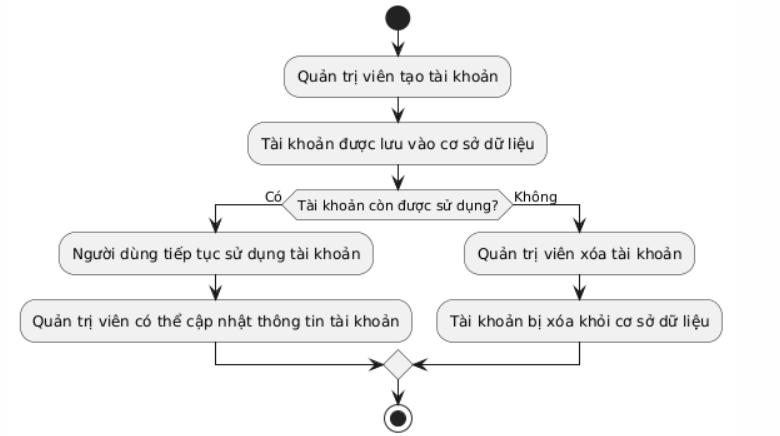 Quản trị viên tạo tài khoản
Tài khoản được lưu vào cơ sở dữ liệu
Có
Tài khoản còn được sử dụng?
Không
Người dùng tiếp tục sử dụng tài khoản
Quản trị viên xóa tài khoản
Quản trị viên có thể cập nhật thông tin tài khoản
Tài khoản bị xóa khỏi cơ sở dữ liệu